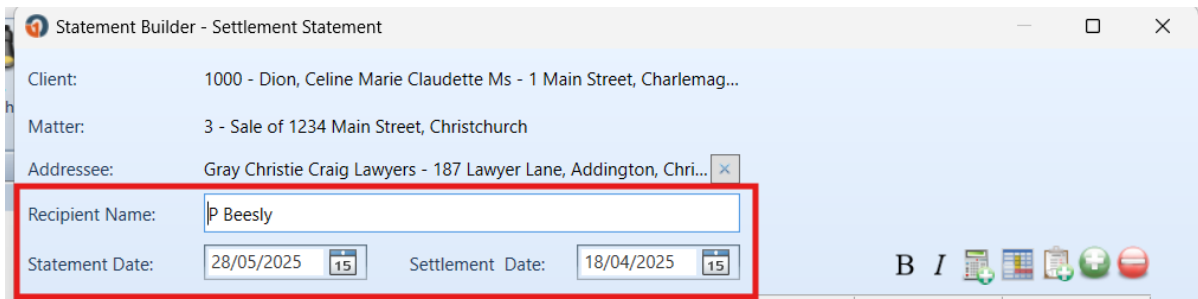 Statement Builder - Settlement Statement
Client: 1000 - Dion, Celine Marie Claudette Ms - 1 Main Street, Charlemag...
Matter: 3 - Sale of 1234 Main Street, Christchurch
Addressee: Gray Christie Craig Lawyers - 187 Lawyer Lane, Addington, Chri...
Recipient Name: P Beesly
Statement Date: 28/05/2025 15 Settlement Date: 18/04/2025 15
B I